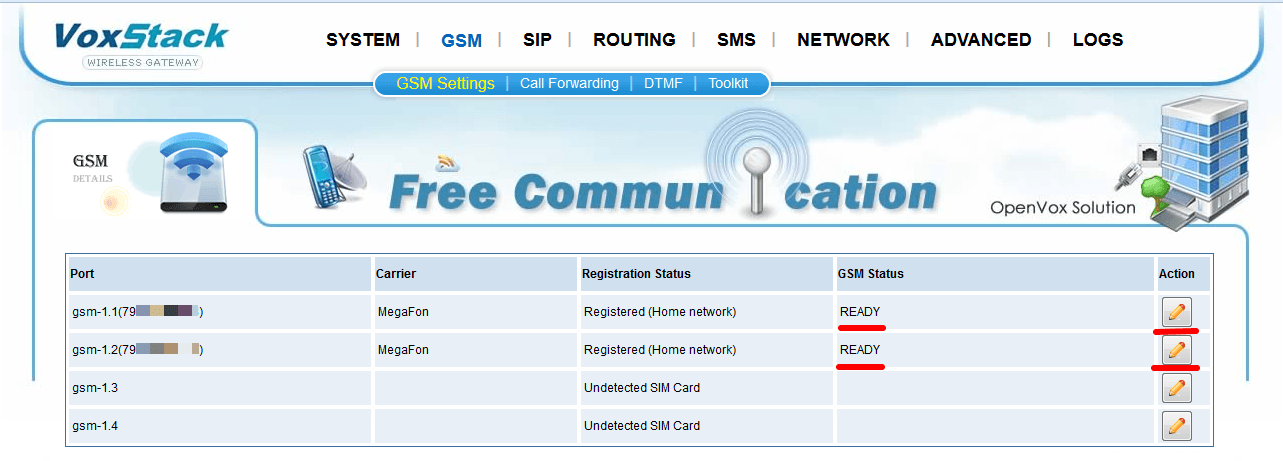 VoxStack
WIRELESS GATEWAY
SYSTEM | GSM | SIP | ROUTING | SMS | NETWORK | ADVANCED | LOGS
GSM Settings | Call Forwarding | DTMF | Toolkit
GSM
DETAILS
Free Communication
OpenVox Solution
Port Carrier Registration Status GSM Status Action
gsm-1.1(79 ) MegaFon Registered (Home network) READY
gsm-1.2(79 ) MegaFon Registered (Home network) READY
gsm-1.3 Undetected SIM Card
gsm-1.4 Undetected SIM Card